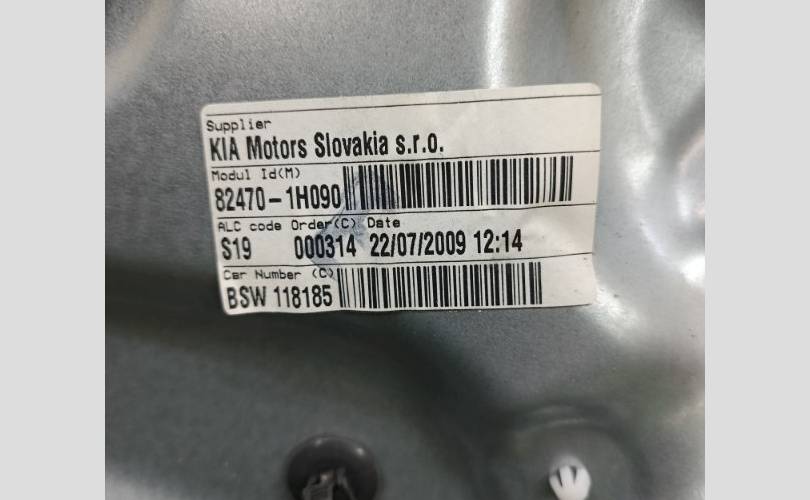 Supplier
KIA Motors Slovakia s.r.o.
Modul Id(M)
82470-1H090
ALC code Order(C) Date
S19 000314 22/07/2009 12:14
Car Number (C)
BSW 118185